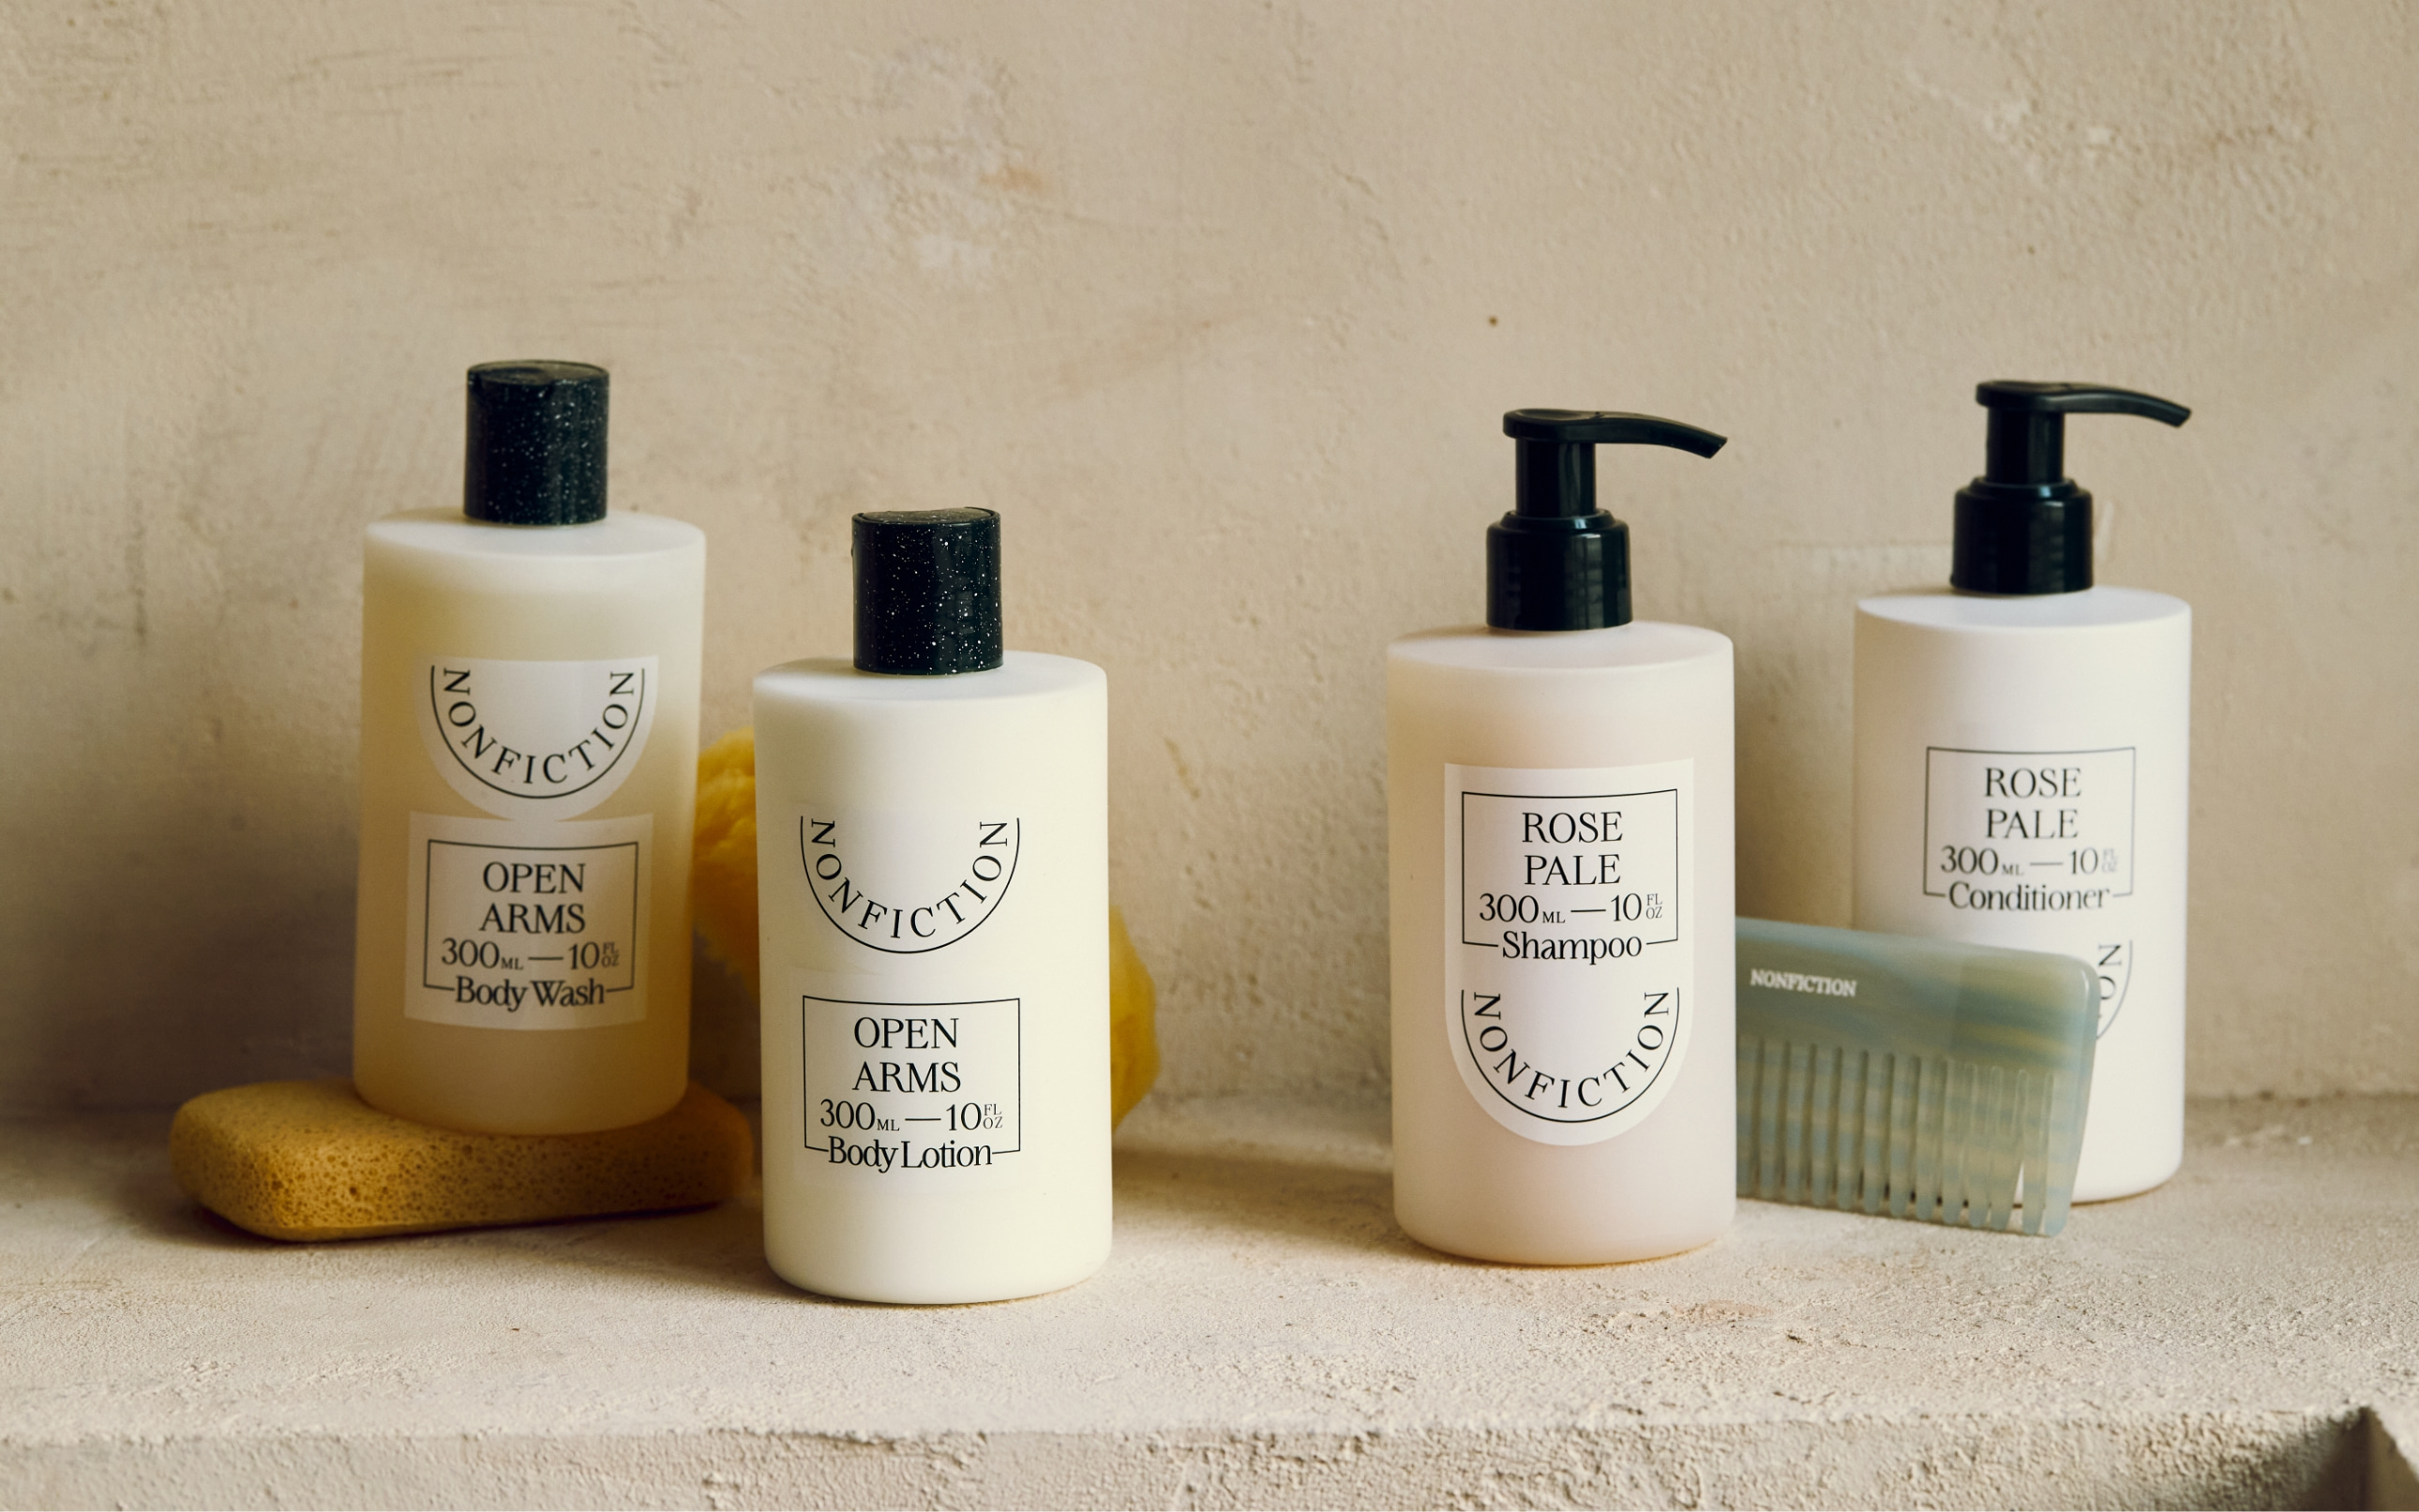 NONFICTION
OPEN
ARMS
300ML—10FL OZ
Body Wash
NONFICTION
OPEN
ARMS
300ML—10FL OZ
Body Lotion
ROSE
PALE
300ML—10FL OZ
Shampoo
NONFICTION
NONFICTION
ROSE
PALE
300ML—10FL OZ
Conditioner
ON